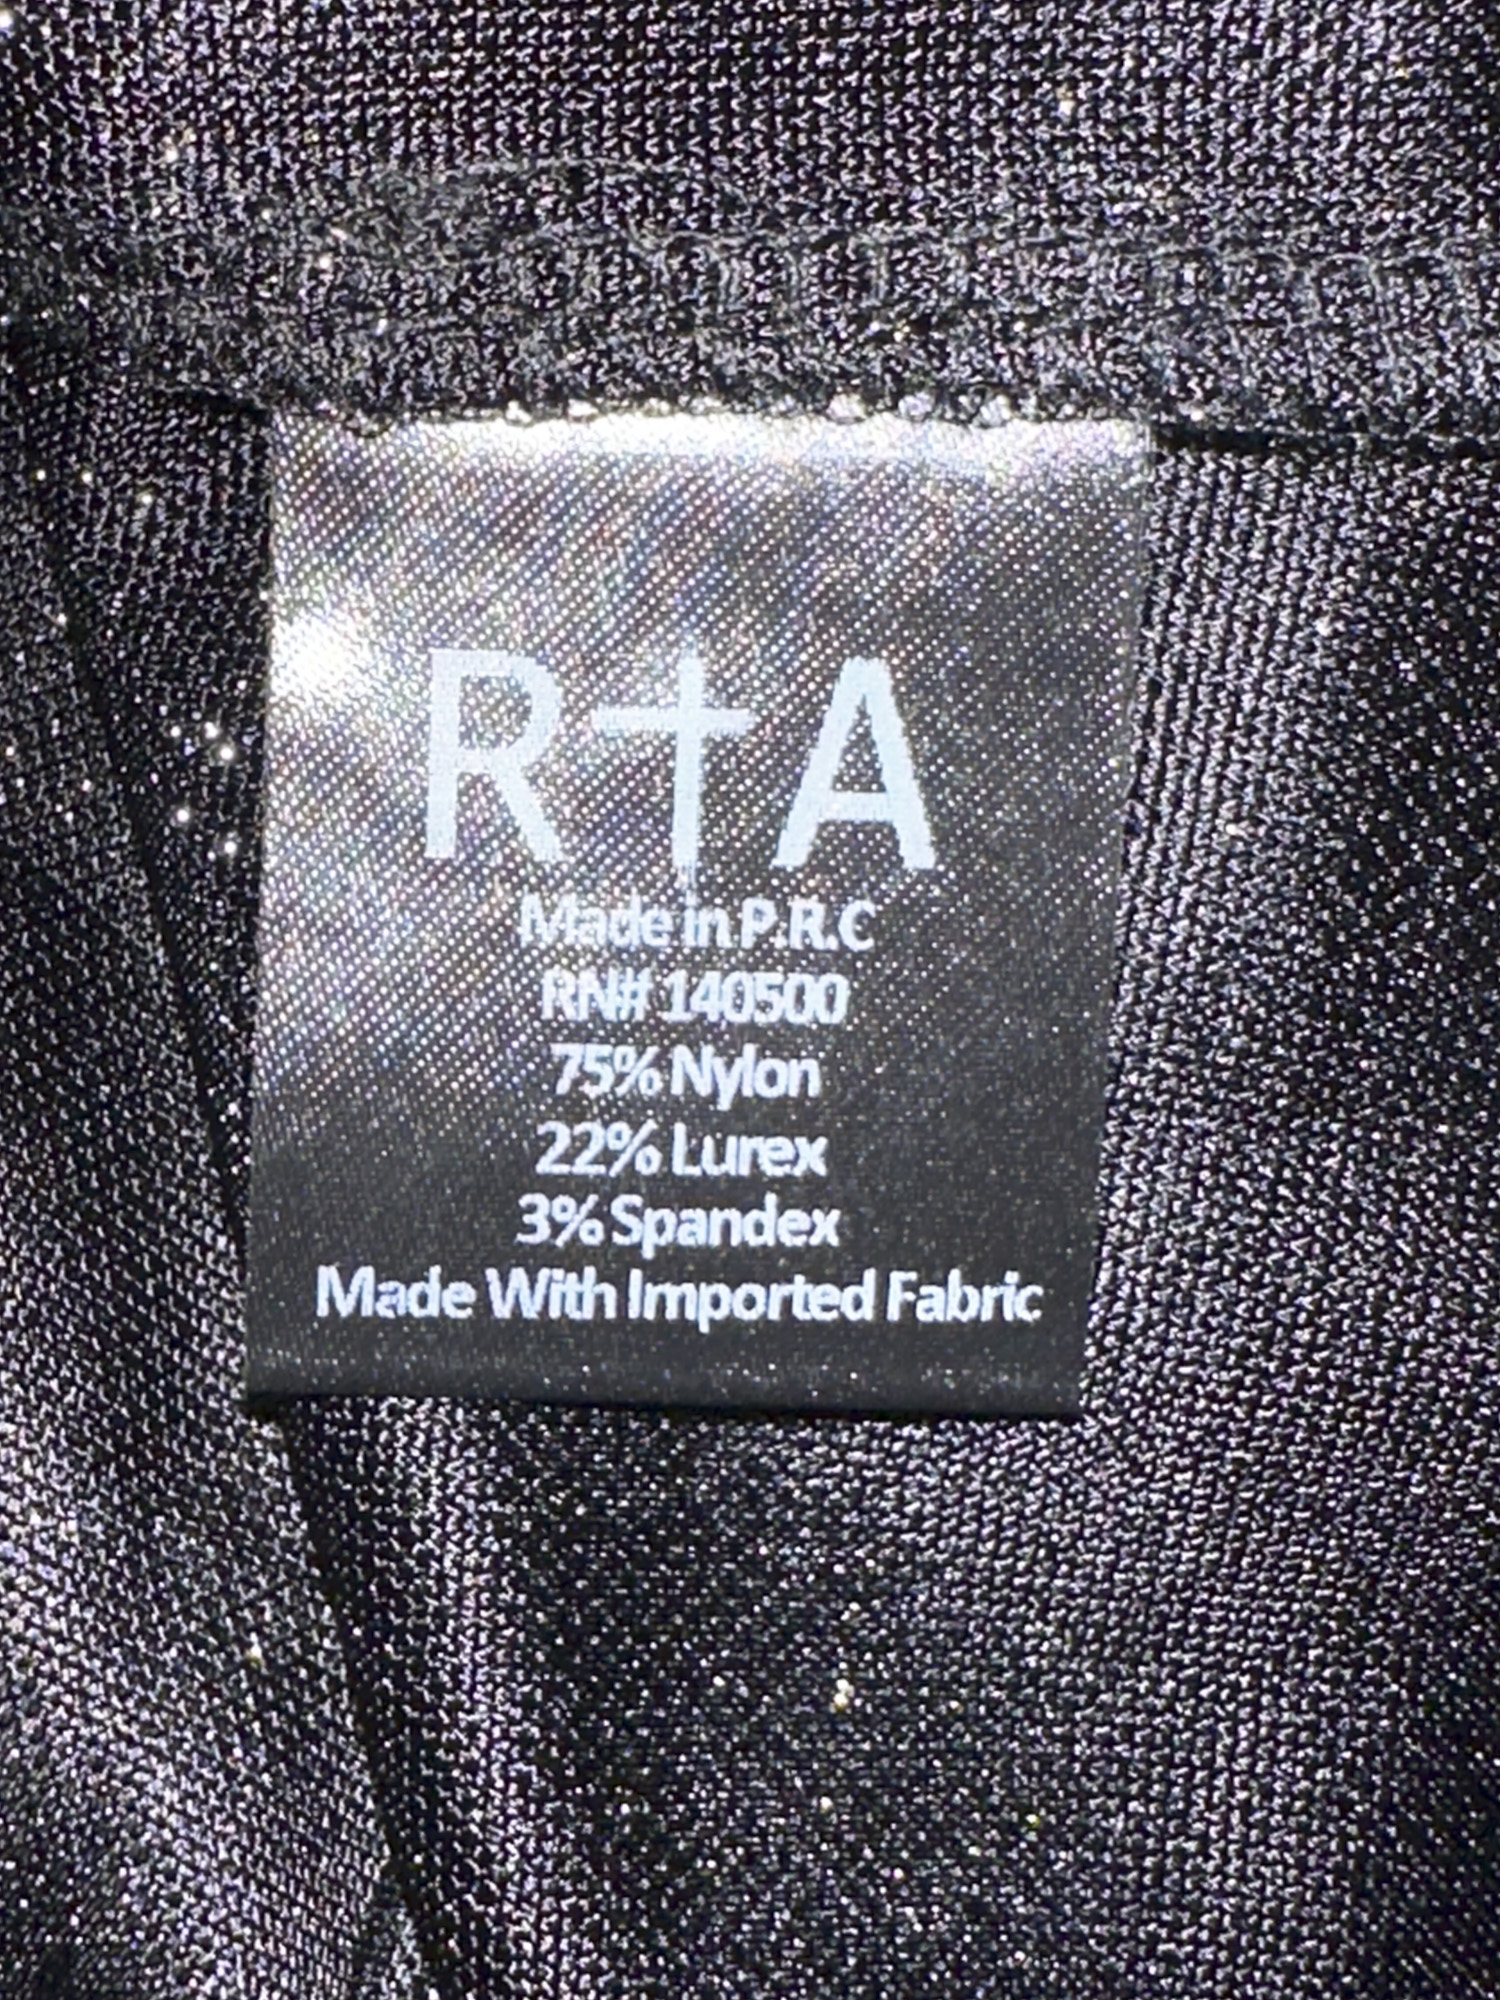 R†A
Made in P.R.C
RN# 140500
75% Nylon
22% Lurex
3% Spandex
Made With Imported Fabric